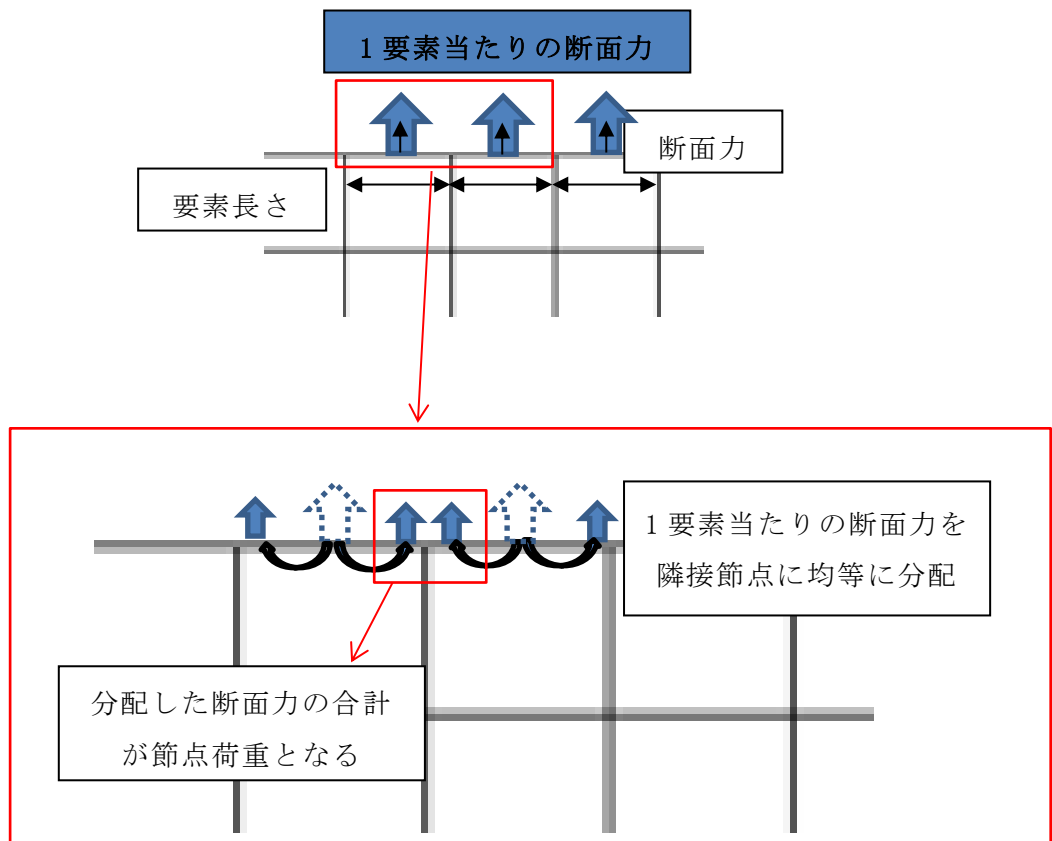 1要素当たりの断面力
断面力
要素長さ
1要素当たりの断面力を
隣接節点に均等に分配
分配した断面力の合計
が節点荷重となる